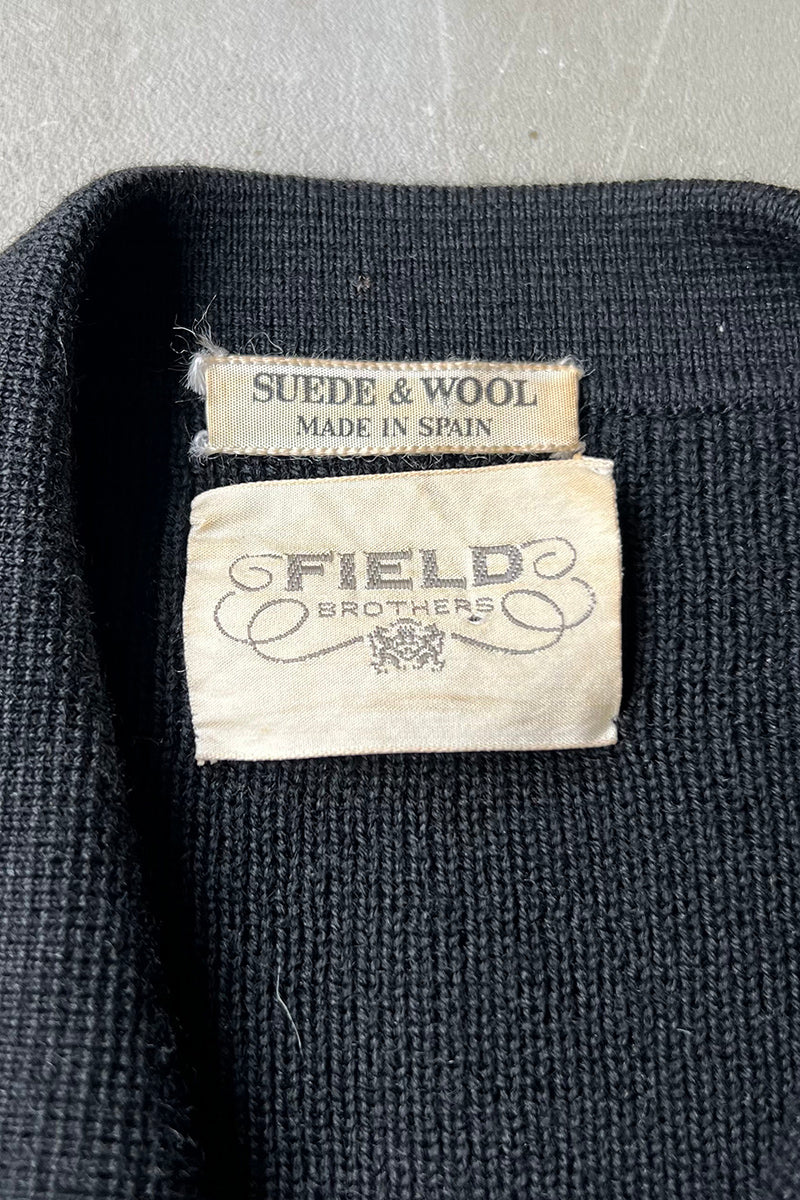 SUEDE & WOOL
MADE IN SPAIN
FIELD
BROTHERS